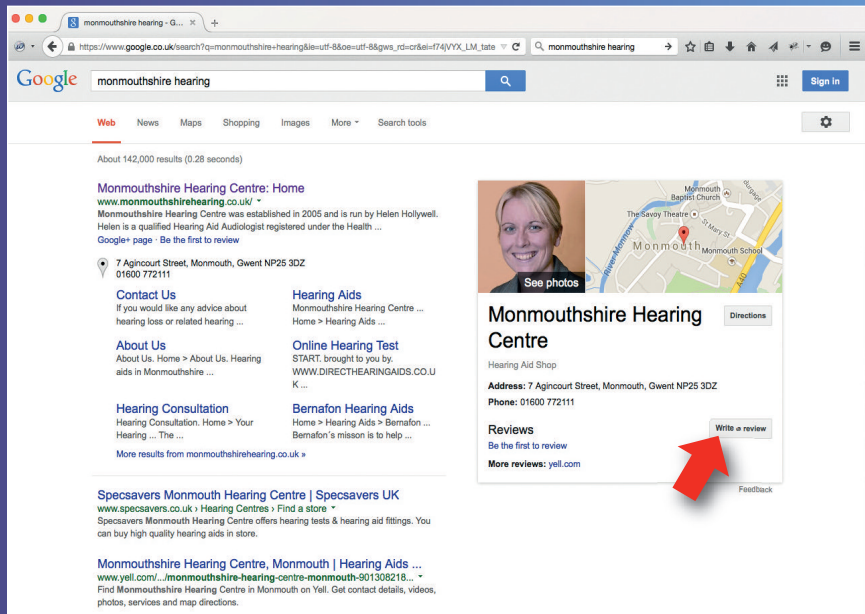 monmouthshire hearing - G...
https://www.google.co.uk/search?q=monmouthshire+hearing&ie=utf-8&oe=utf-8&gws_rd=cr&ei=f74jVYX_LM_tate
monmouthshire hearing
Google
monmouthshire hearing
Sign in
Web News Maps Shopping Images More Search tools
About 142,000 results (0.28 seconds)
Monmouthshire Hearing Centre: Home
www.monmouthshirehearing.co.uk/
Monmouthshire Hearing Centre was established in 2005 and is run by Helen Hollywell.
Helen is a qualified Hearing Aid Audiologist registered under the Health ...
Google+ page · Be the first to review
7 Agincourt Street, Monmouth, Gwent NP25 3DZ
01600 772111
Contact Us
If you would like any advice about
hearing loss or related hearing ...
Hearing Aids
Monmouthshire Hearing Centre ...
Home > Hearing Aids ...
About Us
About Us. Home > About Us. Hearing
aids in Monmouthshire ...
Online Hearing Test
START. brought to you by.
WWW.DIRECTHEARINGAIDS.CO.U
K ...
Hearing Consultation
Hearing Consultation. Home > Your
Hearing ... The ...
Bernafon Hearing Aids
Home > Hearing Aids > Bernafon ...
Bernafon´s misson is to help ...
More results from monmouthshirehearing.co.uk »
Specsavers Monmouth Hearing Centre | Specsavers UK
www.specsavers.co.uk › Hearing Centres › Find a store
Specsavers Monmouth Hearing Centre offers hearing tests & hearing aid fittings. You
can buy high quality hearing aids in store.
Monmouthshire Hearing Centre, Monmouth | Hearing Aids ...
www.yell.com/.../monmouthshire-hearing-centre-monmouth-901308218...
Find Monmouthshire Hearing Centre in Monmouth on Yell. Get contact details, videos,
photos, services and map directions.
See photos
Monmouth
Baptist Church
The Savoy Theatre
St Mary St
Monmouth
Monmouth School
River Monnow
A40
Monmouthshire Hearing
Centre
Directions
Hearing Aid Shop
Address: 7 Agincourt Street, Monmouth, Gwent NP25 3DZ
Phone: 01600 772111
Reviews
Write a review
Be the first to review
More reviews: yell.com
Feedback